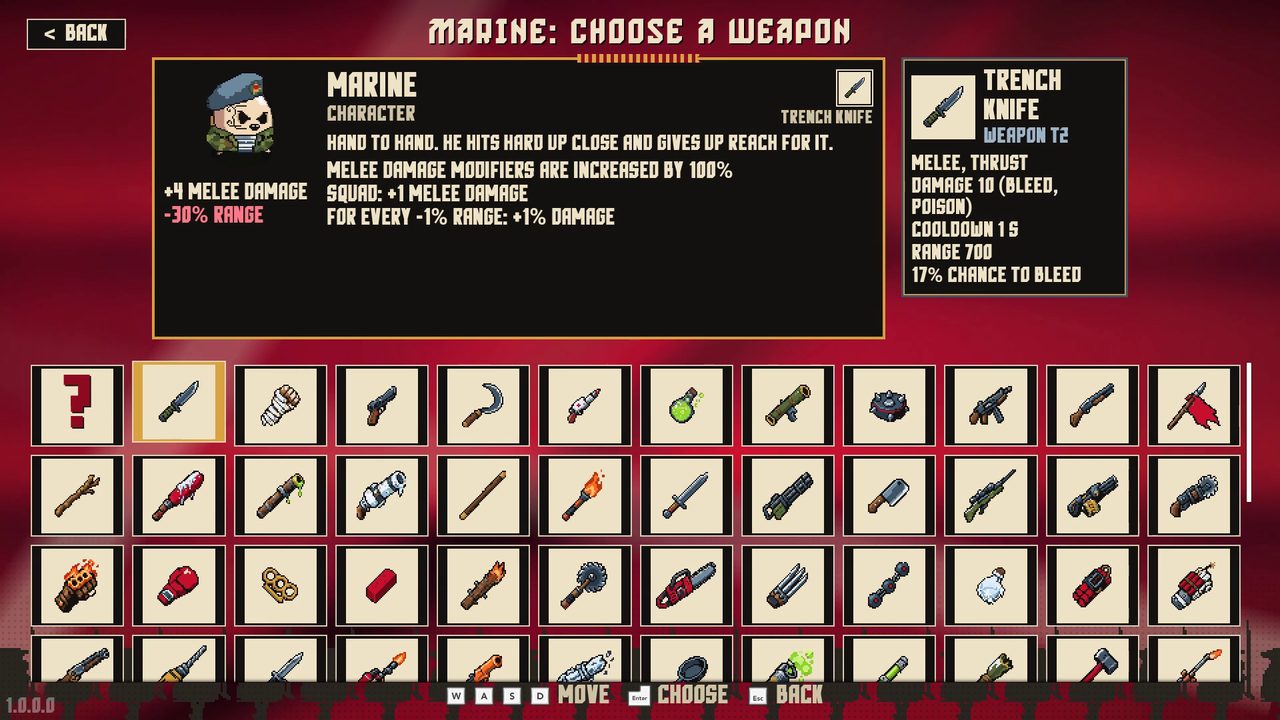 < BACK
MARINE: CHOOSE A WEAPON
MARINE
CHARACTER
TRENCH KNIFE
HAND TO HAND. HE HITS HARD UP CLOSE AND GIVES UP REACH FOR IT.
MELEE DAMAGE MODIFIERS ARE INCREASED BY 100%
SQUAD: +1 MELEE DAMAGE
FOR EVERY -1% RANGE: +1% DAMAGE
+4 MELEE DAMAGE
-30% RANGE
TRENCH
KNIFE
WEAPON T2
MELEE, THRUST
DAMAGE 10 (BLEED,
POISON)
COOLDOWN 1 S
RANGE 700
17% CHANCE TO BLEED
?
W A S D MOVE Enter CHOOSE Esc BACK
1.0.0.0